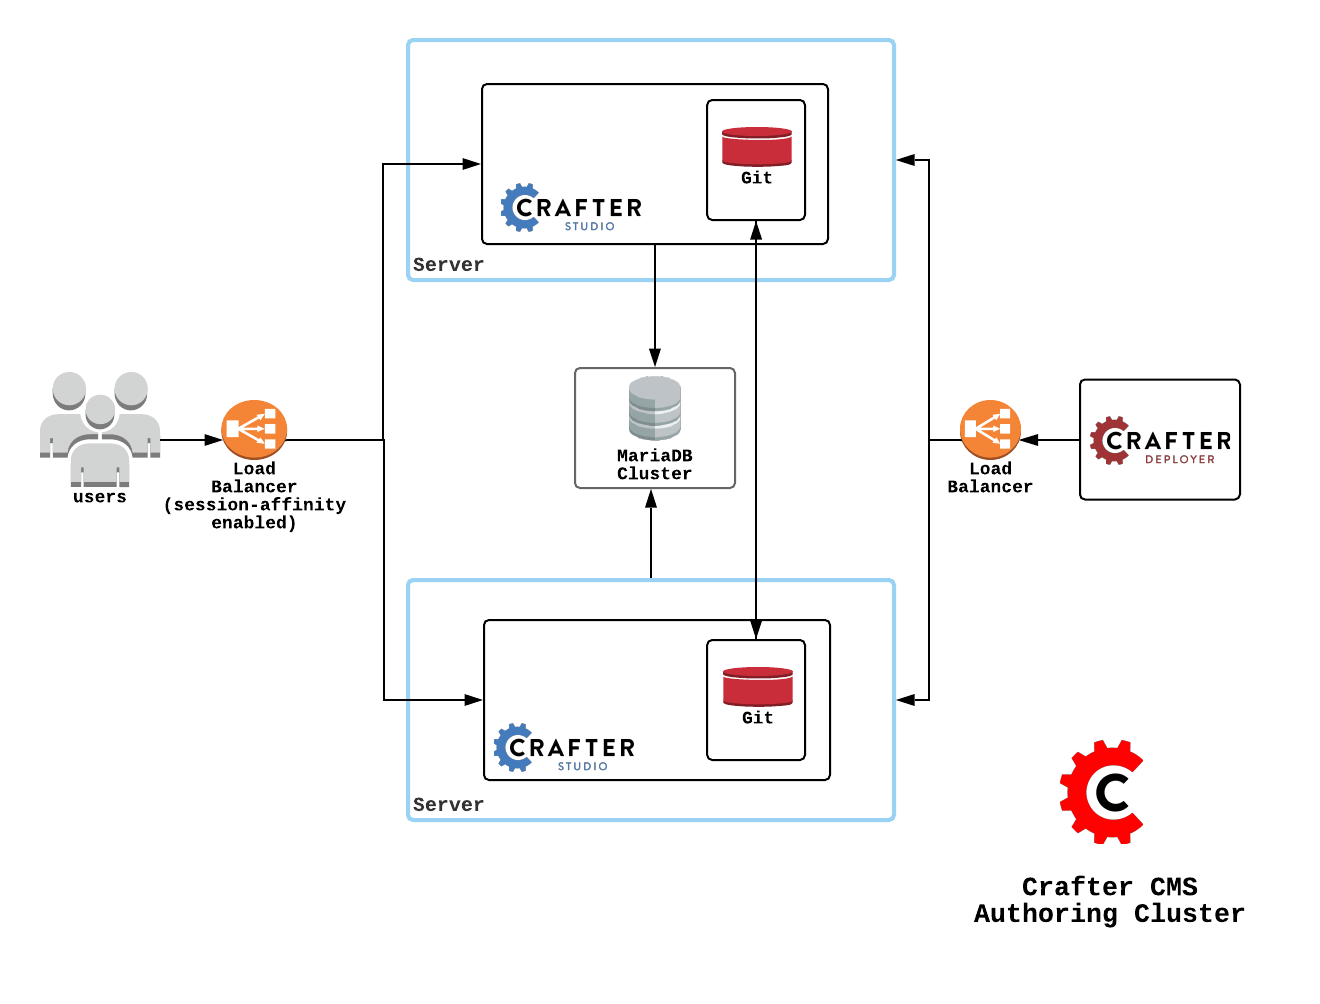 Git
CRAFTER
STUDIO
Server
users
Load
Balancer
(session-affinity
enabled)
MariaDB
Cluster
Load
Balancer
CRAFTER
DEPLOYER
Git
CRAFTER
STUDIO
Server
C
Crafter CMS
Authoring Cluster